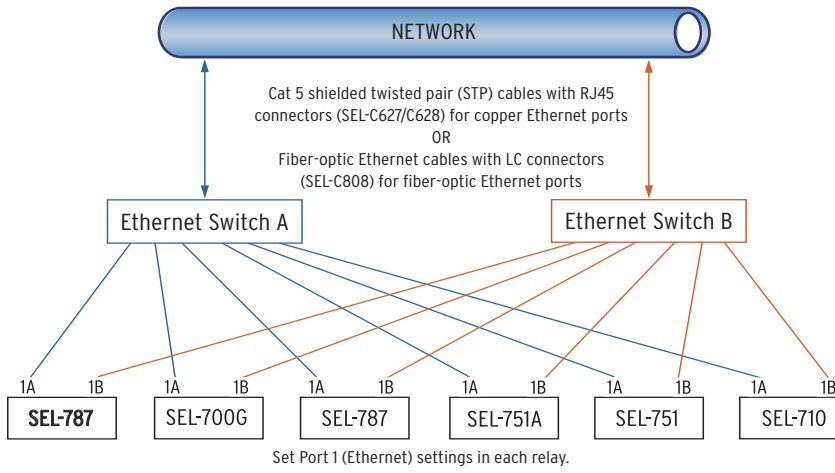 NETWORK
Cat 5 shielded twisted pair (STP) cables with RJ45
connectors (SEL-C627/C628) for copper Ethernet ports
OR
Fiber-optic Ethernet cables with LC connectors
(SEL-C808) for fiber-optic Ethernet ports
Ethernet Switch A
Ethernet Switch B
1A 1B 1A 1B 1A 1B 1A 1B 1A 1B 1A 1B
SEL-787 SEL-700G SEL-787 SEL-751A SEL-751 SEL-710
Set Port 1 (Ethernet) settings in each relay.